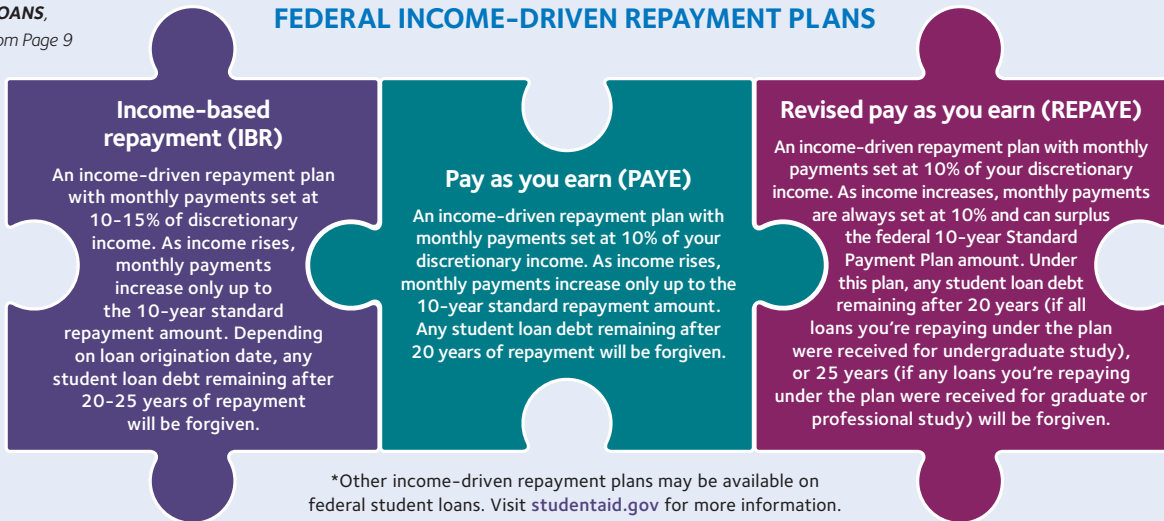 OANS,
om Page 9
FEDERAL INCOME-DRIVEN REPAYMENT PLANS
Income-based
repayment (IBR)
An income-driven repayment plan
with monthly payments set at
10-15% of discretionary
income. As income rises,
monthly payments
increase only up to
the 10-year standard
repayment amount. Depending
on loan origination date, any
student loan debt remaining after
20-25 years of repayment
will be forgiven.
Pay as you earn (PAYE)
An income-driven repayment plan with
monthly payments set at 10% of your
discretionary income. As income rises,
monthly payments increase only up to the
10-year standard repayment amount.
Any student loan debt remaining after
20 years of repayment will be forgiven.
Revised pay as you earn (REPAYE)
An income-driven repayment plan with monthly
payments set at 10% of your discretionary
income. As income increases, monthly payments
are always set at 10% and can surplus
the federal 10-year Standard
Payment Plan amount. Under
this plan, any student loan debt
remaining after 20 years (if all
loans you're repaying under the plan
were received for undergraduate study),
or 25 years (if any loans you're repaying
under the plan were received for graduate or
professional study) will be forgiven.
*Other income-driven repayment plans may be available on
federal student loans. Visit studentaid.gov for more information.